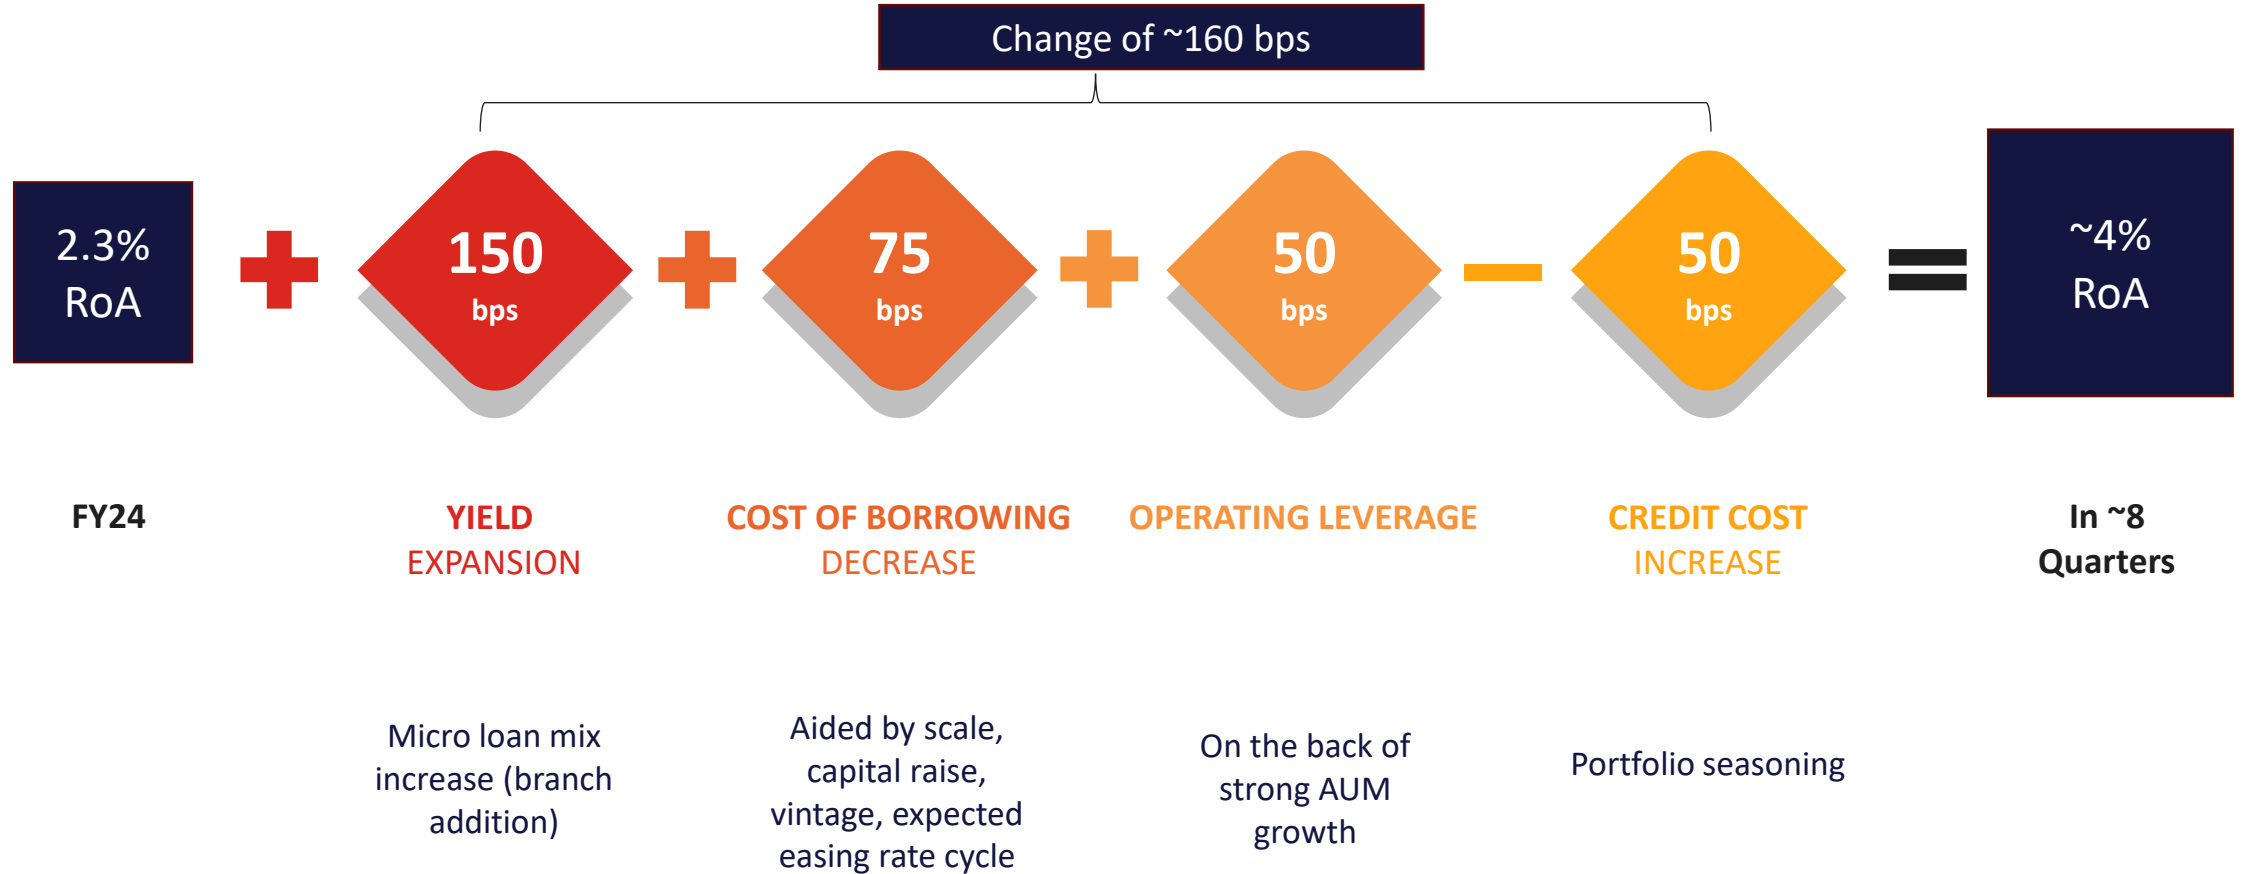 Change of ~160 bps
2.3%
RoA
150
bps
75
bps
50
bps
50
bps
~4%
RoA
FY24
YIELD
EXPANSION
COST OF BORROWING
DECREASE
OPERATING LEVERAGE
CREDIT COST
INCREASE
In ~8
Quarters
Micro loan mix
increase (branch
addition)
Aided by scale,
capital raise,
vintage, expected
easing rate cycle
On the back of
strong AUM
growth
Portfolio seasoning